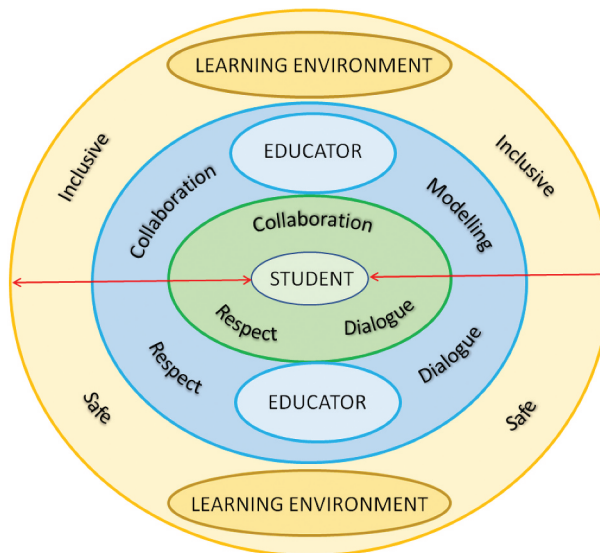 LEARNING ENVIRONMENT
EDUCATOR
Inclusive
Inclusive
Collaboration
Modelling
Collaboration
STUDENT
Respect
Dialogue
Respect
Dialogue
EDUCATOR
Safe
Safe
LEARNING ENVIRONMENT